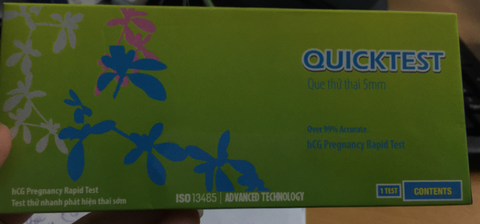 QUICKTEST
Que thử thai 5mm
Over 99% Accurate
hCG Pregnancy Rapid Test
hCG Pregnancy Rapid Test
Test thử nhanh phát hiện thai sớm
ISO 13485 | ADVANCED TECHNOLOGY
1 TEST
CONTENTS